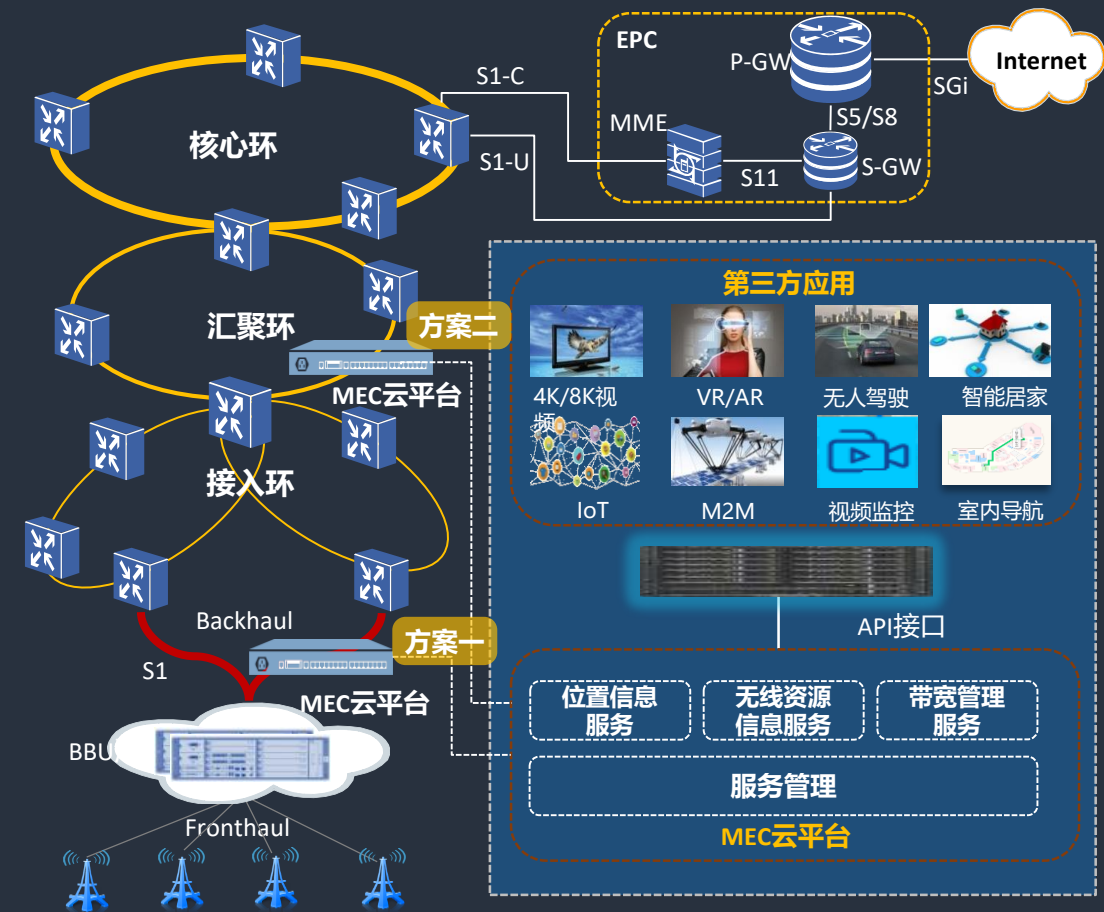 EPC
P-GW
Internet
SGi
S1-C
S5/S8
MME
核心环
S1-U
S-GW
S11
第三方应用
汇聚环
方案二
MEC云平台
4K/8K视
频
VR/AR
无人驾驶
智能居家
接入环
IoT
M2M
视频监控
室内导航
Backhaul
API接口
方案一
S1
MEC云平台
位置信息
服务
无线资源
信息服务
带宽管理
服务
BBU
服务管理
Fronthaul
MEC云平台